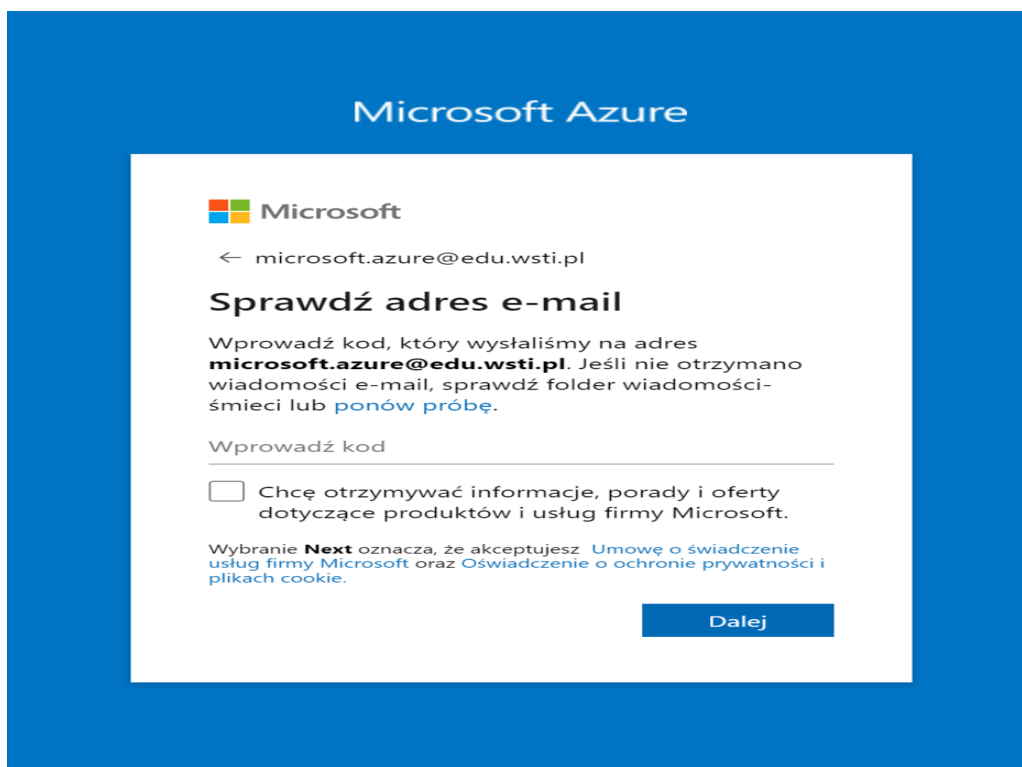 Microsoft Azure
Microsoft
← microsoft.azure@edu.wsti.pl
Sprawdź adres e-mail
Wprowadź kod, który wysłaliśmy na adres
microsoft.azure@edu.wsti.pl. Jeśli nie otrzymano
wiadomości e-mail, sprawdź folder wiadomości-
śmieci lub ponów próbę.
Wprowadź kod
Chcę otrzymywać informacje, porady i oferty
dotyczące produktów i usług firmy Microsoft.
Wybranie Next oznacza, że akceptujesz Umowę o świadczenie
usług firmy Microsoft oraz Oświadczenie o ochronie prywatności i
plikach cookie.
Dalej